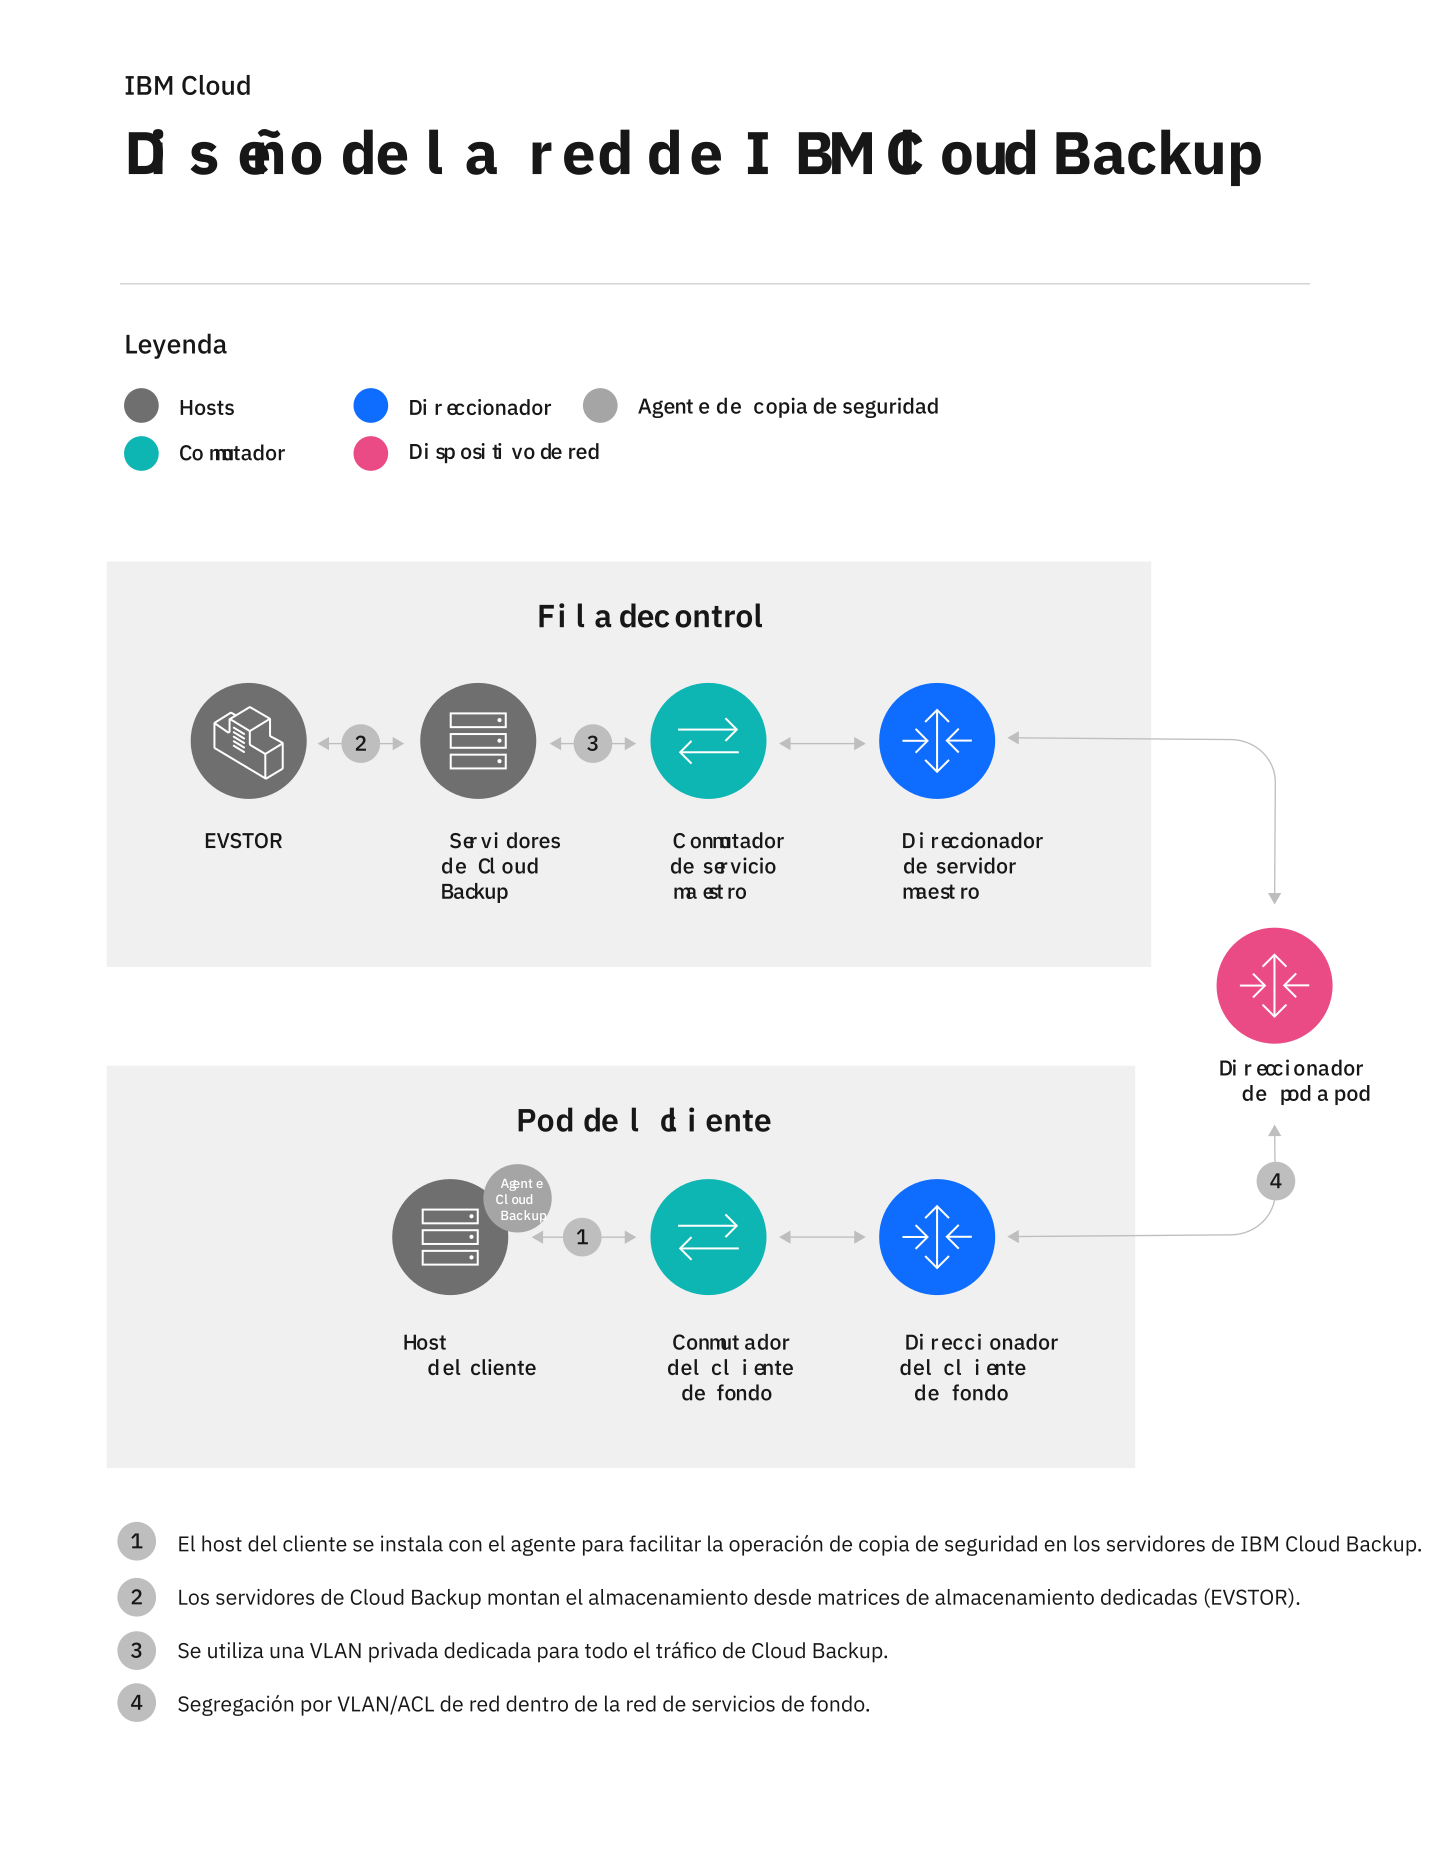 IBM Cloud
Diseño de la red de IBM Cloud Backup
Leyenda
Hosts
Direccionador
Agente de copia de seguridad
Conmutador
Dispositivo de red
Fila de control
2
3
EVSTOR
Servidores
de Cloud
Backup
Conmutador
de servicio
maestro
Direccionador
de servidor
maestro
Direccionador
de pod a pod
4
Pod del cliente
Agente
Cloud
Backup
1
Host
del cliente
Conmutador
del cliente
de fondo
Direccionador
del cliente
de fondo
1 El host del cliente se instala con el agente para facilitar la operación de copia de seguridad en los servidores de IBM Cloud Backup.
2 Los servidores de Cloud Backup montan el almacenamiento desde matrices de almacenamiento dedicadas (EVSTOR).
3 Se utiliza una VLAN privada dedicada para todo el tráfico de Cloud Backup.
4 Segregación por VLAN/ACL de red dentro de la red de servicios de fondo.